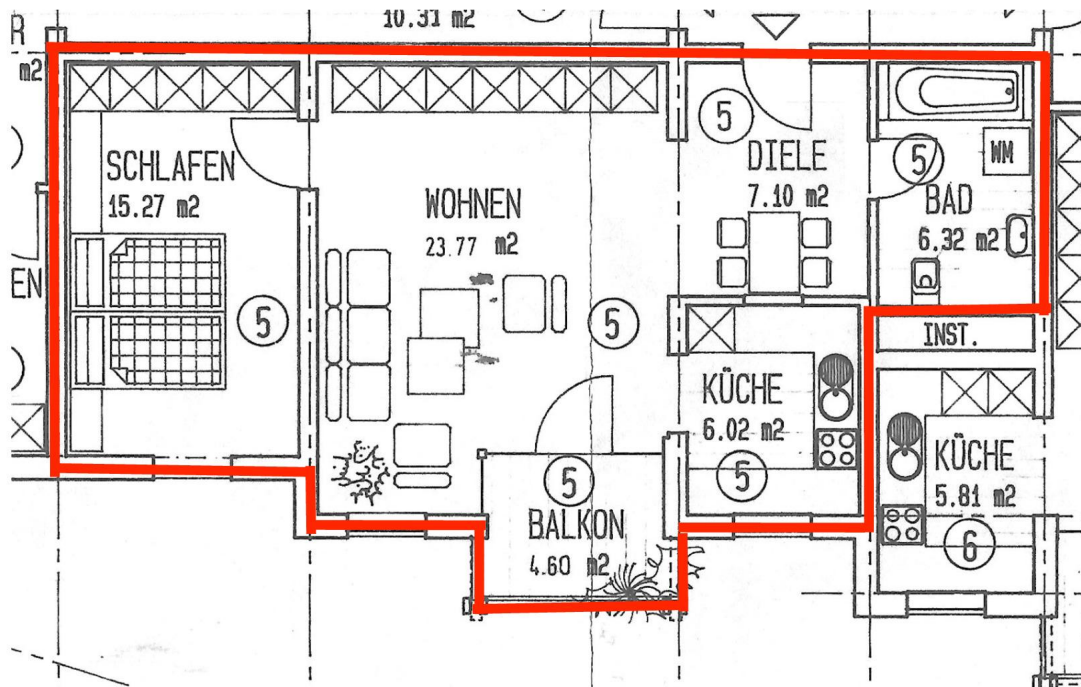 10.31 m2
R
m2
SCHLAFEN
15.27 m2
WOHNEN
23.77 m2
5
DIELE
7.10 m2
5
BAD
6.32 m2
WM
EN
5
5
INST.
KÜCHE
6.02 m2
5
KÜCHE
5.81 m2
6
5
BALKON
4.60 m2